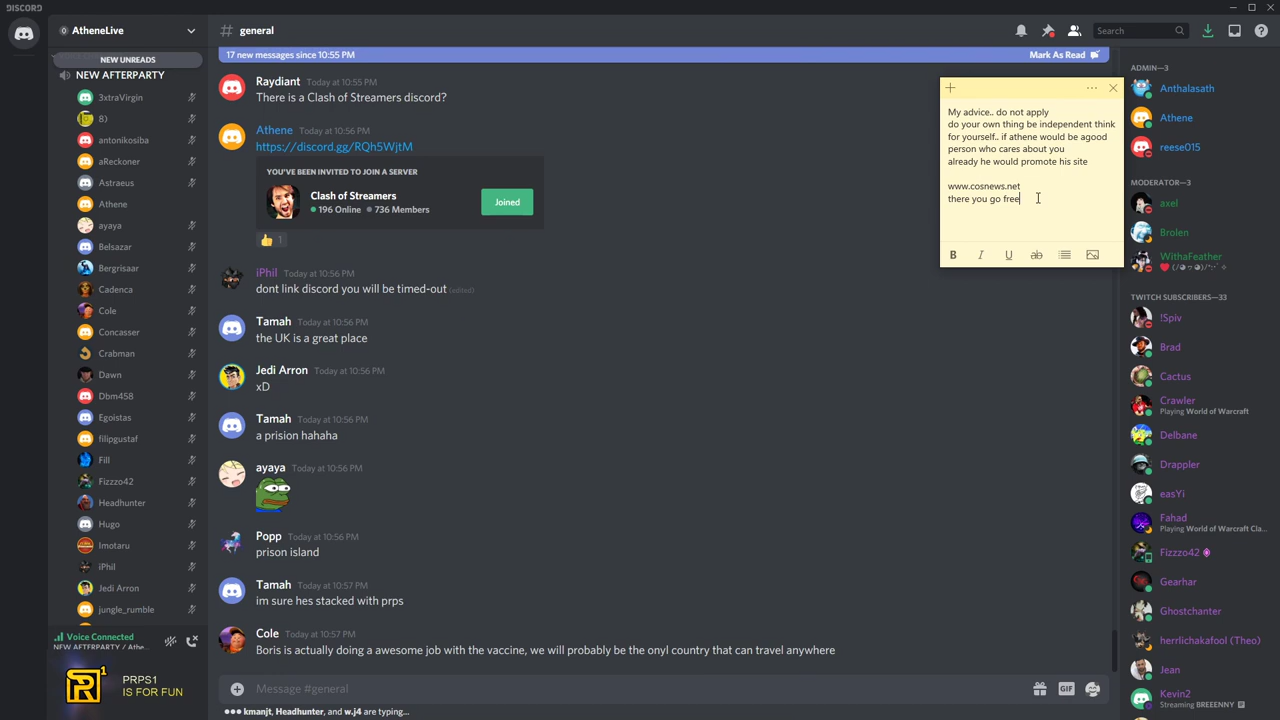 DISCORD
AtheneLive
# general
Search
NEW UNREADS
NEW AFTERPARTY
3xtraVirgin
8)
antonikosiba
aReckoner
Astraeus
Athene
ayaya
Belsazar
Bergrisaar
Cadenca
Cole
Concasser
Crabman
Dawn
Dbm458
Egoistas
filipgustaf
Fill
Fizzzo42
Headhunter
Hugo
Imotaru
iPhil
Jedi Arron
jungle_rumble
Voice Connected
NEW AFTERPARTY / Athe...
PRPS1
IS FOR FUN
17 new messages since 10:55 PM
Mark As Read
Raydiant Today at 10:55 PM
There is a Clash of Streamers discord?
Athene Today at 10:56 PM
https://discord.gg/RQh5WjtM
YOU'VE BEEN INVITED TO JOIN A SERVER
Clash of Streamers
196 Online 736 Members
Joined
1
iPhil Today at 10:56 PM
dont link discord you will be timed-out (edited)
Tamah Today at 10:56 PM
the UK is a great place
Jedi Arron Today at 10:56 PM
xD
Tamah Today at 10:56 PM
a prision hahaha
ayaya Today at 10:56 PM
Popp Today at 10:56 PM
prison island
Tamah Today at 10:57 PM
im sure hes stacked with prps
Cole Today at 10:57 PM
Boris is actually doing a awesome job with the vaccine, we will probably be the onyl country that can travel anywhere
Message #general
GIF
kmanjt, Headhunter, and w.j4 are typing...
My advice.. do not apply
do your own thing be independent think
for yourself.. if athene would be agood
person who cares about you
already he would promote his site
www.cosnews.net
there you go free
B I U ab
ADMIN—3
Anthalasath
Athene
reese015
MODERATOR—3
axel
Brolen
WithaFeather
TWITCH SUBSCRIBERS—33
!Spiv
Brad
Cactus
Crawler
Playing World of Warcraft
Delbane
Drappler
easYi
Fahad
Playing World of Warcraft Cla...
Fizzzo42
Gearhar
Ghostchanter
herrlichakafool (Theo)
Jean
Kevin2
Streaming BREEENNY